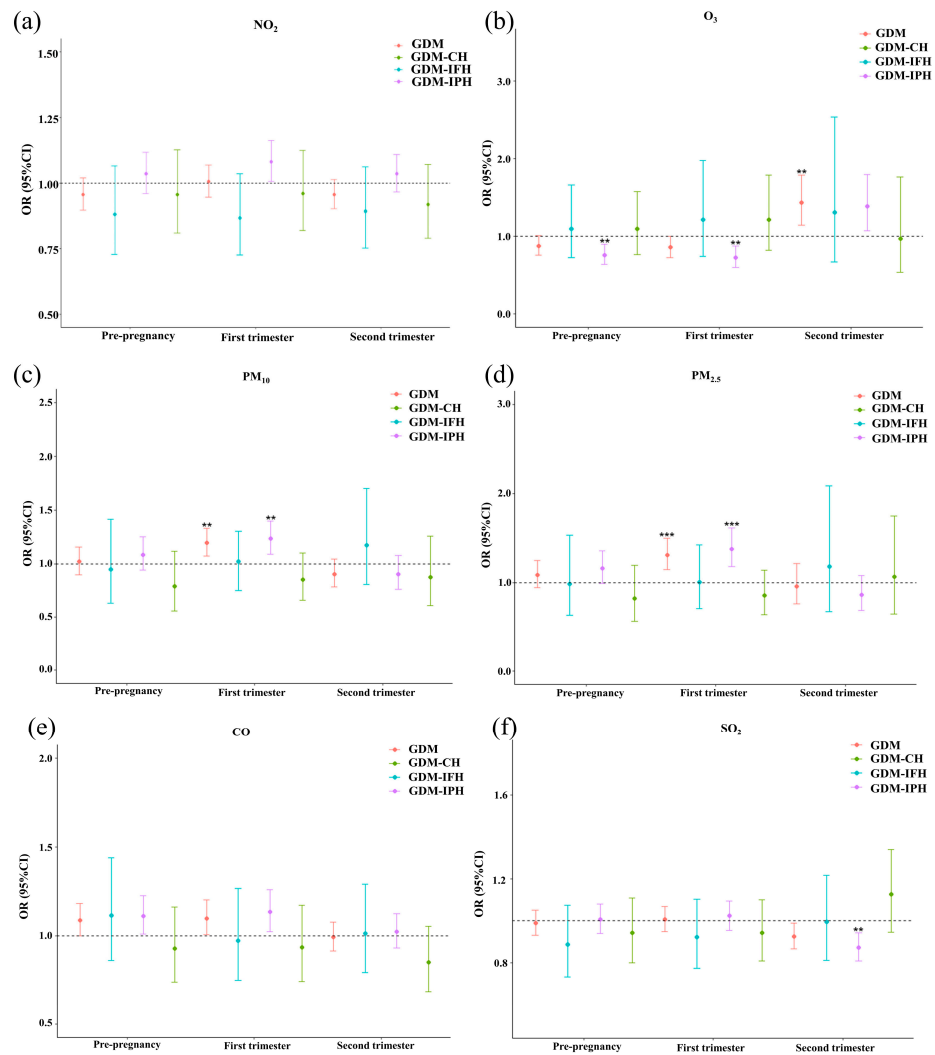 (a)
NO₂
OR (95%CI)
1.50
1.25
1.00
0.75
0.50
GDM
GDM-CH
GDM-IFH
GDM-IPH
Pre-pregnancy First trimester Second trimester
(b)
O₃
OR (95%CI)
3.0
2.0
1.0
0.0
GDM
GDM-CH
GDM-IFH
GDM-IPH
**
**
**
Pre-pregnancy First trimester Second trimester
(c)
PM₁₀
OR (95%CI)
2.5
2.0
1.5
1.0
0.5
0.0
GDM
GDM-CH
GDM-IFH
GDM-IPH
** **
Pre-pregnancy First trimester Second trimester
(d)
PM₂.₅
OR (95%CI)
3.0
2.0
1.0
0.0
GDM
GDM-CH
GDM-IFH
GDM-IPH
*** ***
Pre-pregnancy First trimester Second trimester
(e)
CO
OR (95%CI)
2.0
1.5
1.0
0.5
GDM
GDM-CH
GDM-IFH
GDM-IPH
Pre-pregnancy First trimester Second trimester
(f)
SO₂
OR (95%CI)
1.6
1.2
0.8
GDM
GDM-CH
GDM-IFH
GDM-IPH
**
Pre-pregnancy First trimester Second trimester